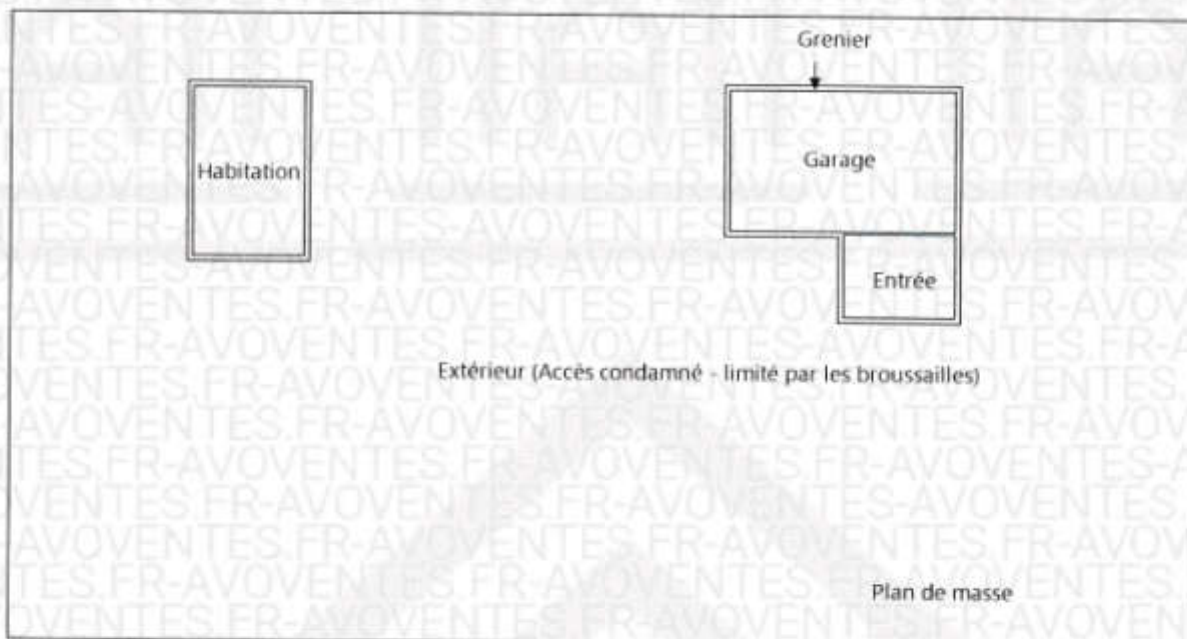 Grenier
Habitation
Garage
Entrée
Extérieur (Accès condamné - limité par les broussailles)
Plan de masse